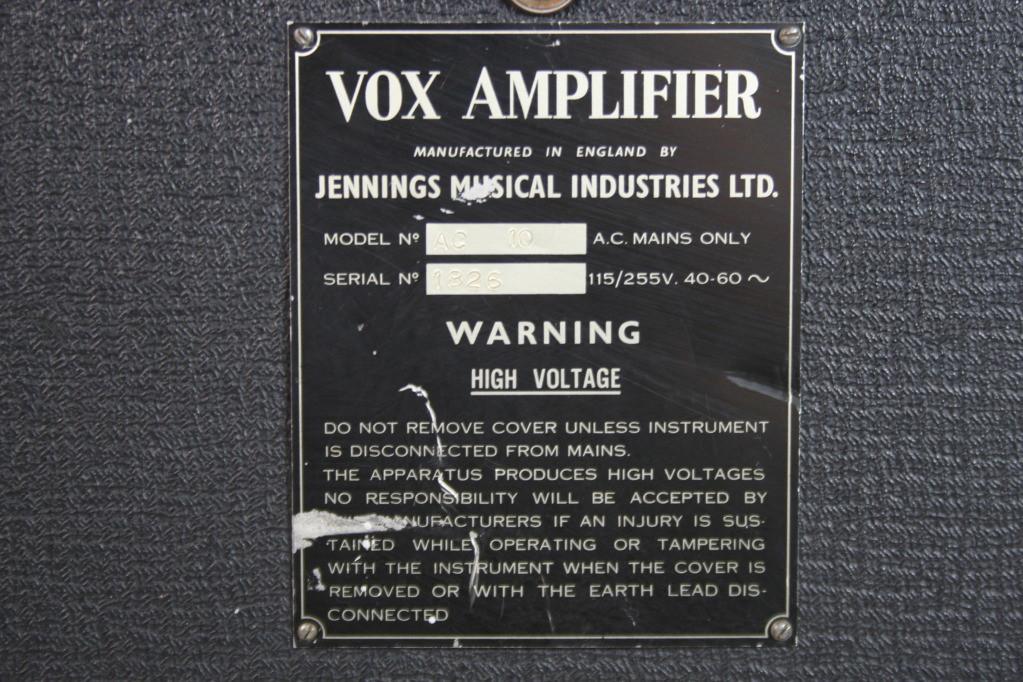 VOX AMPLIFIER
MANUFACTURED IN ENGLAND BY
JENNINGS MUSICAL INDUSTRIES LTD.
MODEL Nº AC 10 A.C. MAINS ONLY
SERIAL Nº 1826 115/255V. 40-60 ~
WARNING
HIGH VOLTAGE
DO NOT REMOVE COVER UNLESS INSTRUMENT
IS DISCONNECTED FROM MAINS.
THE APPARATUS PRODUCES HIGH VOLTAGES
NO RESPONSIBILITY WILL BE ACCEPTED BY
MANUFACTURERS IF AN INJURY IS SUS-
TAINED WHILE OPERATING OR TAMPERING
WITH THE INSTRUMENT WHEN THE COVER IS
REMOVED OR WITH THE EARTH LEAD DIS-
CONNECTED